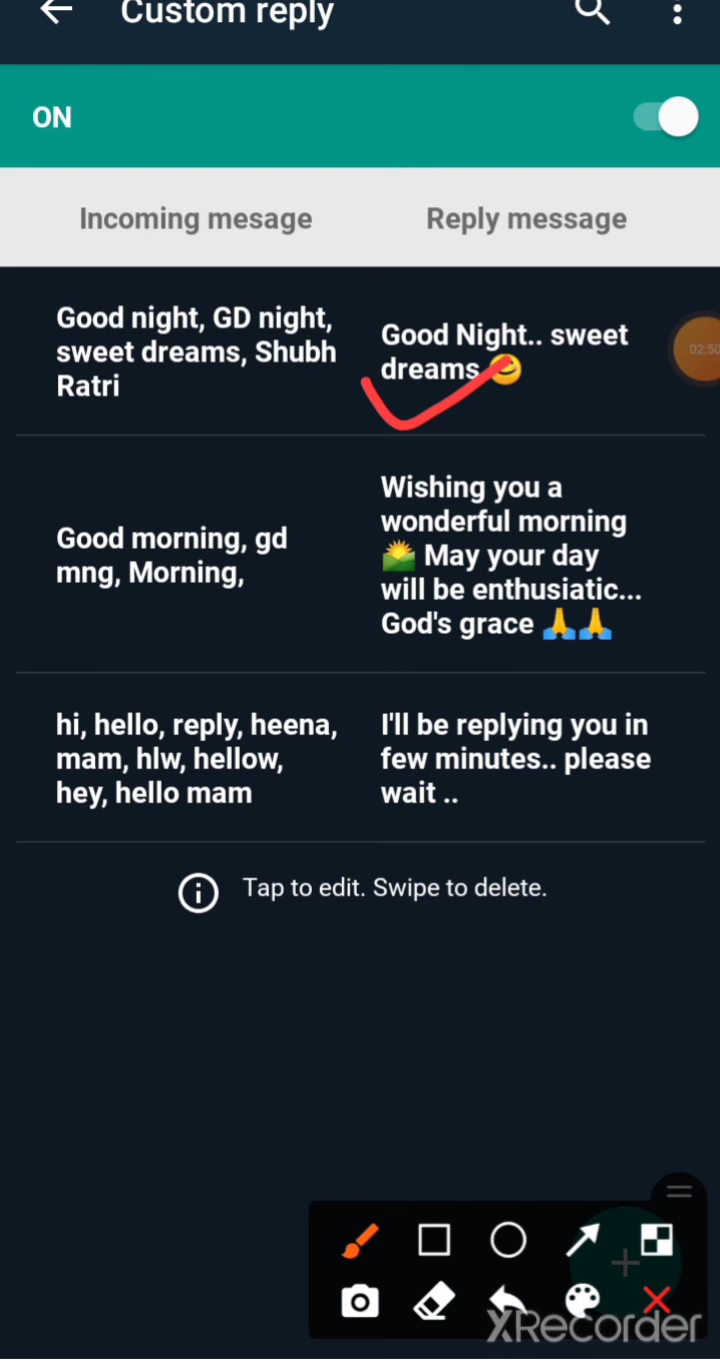 Custom reply
ON
Incoming mesage
Reply message
Good night, GD night,
sweet dreams, Shubh
Ratri
Good Night.. sweet
dreams 😊
02:50
Good morning, gd
mng, Morning,
Wishing you a
wonderful morning
🌄 May your day
will be enthusiatic...
God's grace 🙏🙏
hi, hello, reply, heena,
mam, hlw, hellow,
hey, hello mam
I'll be replying you in
few minutes.. please
wait ..
Tap to edit. Swipe to delete.
XRecorder